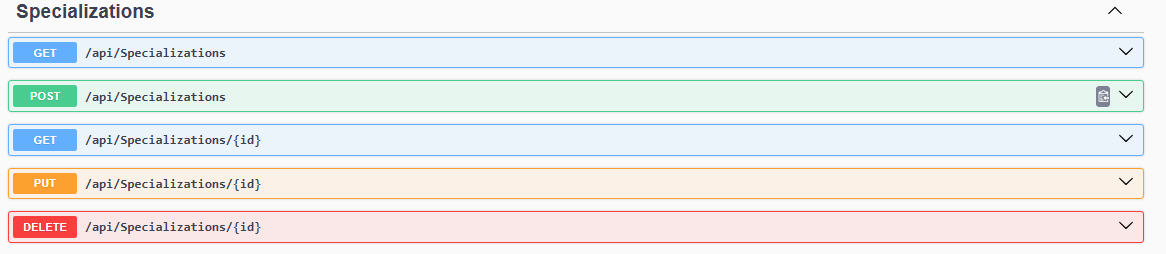 Specializations
GET /api/Specializations
POST /api/Specializations
GET /api/Specializations/{id}
PUT /api/Specializations/{id}
DELETE /api/Specializations/{id}